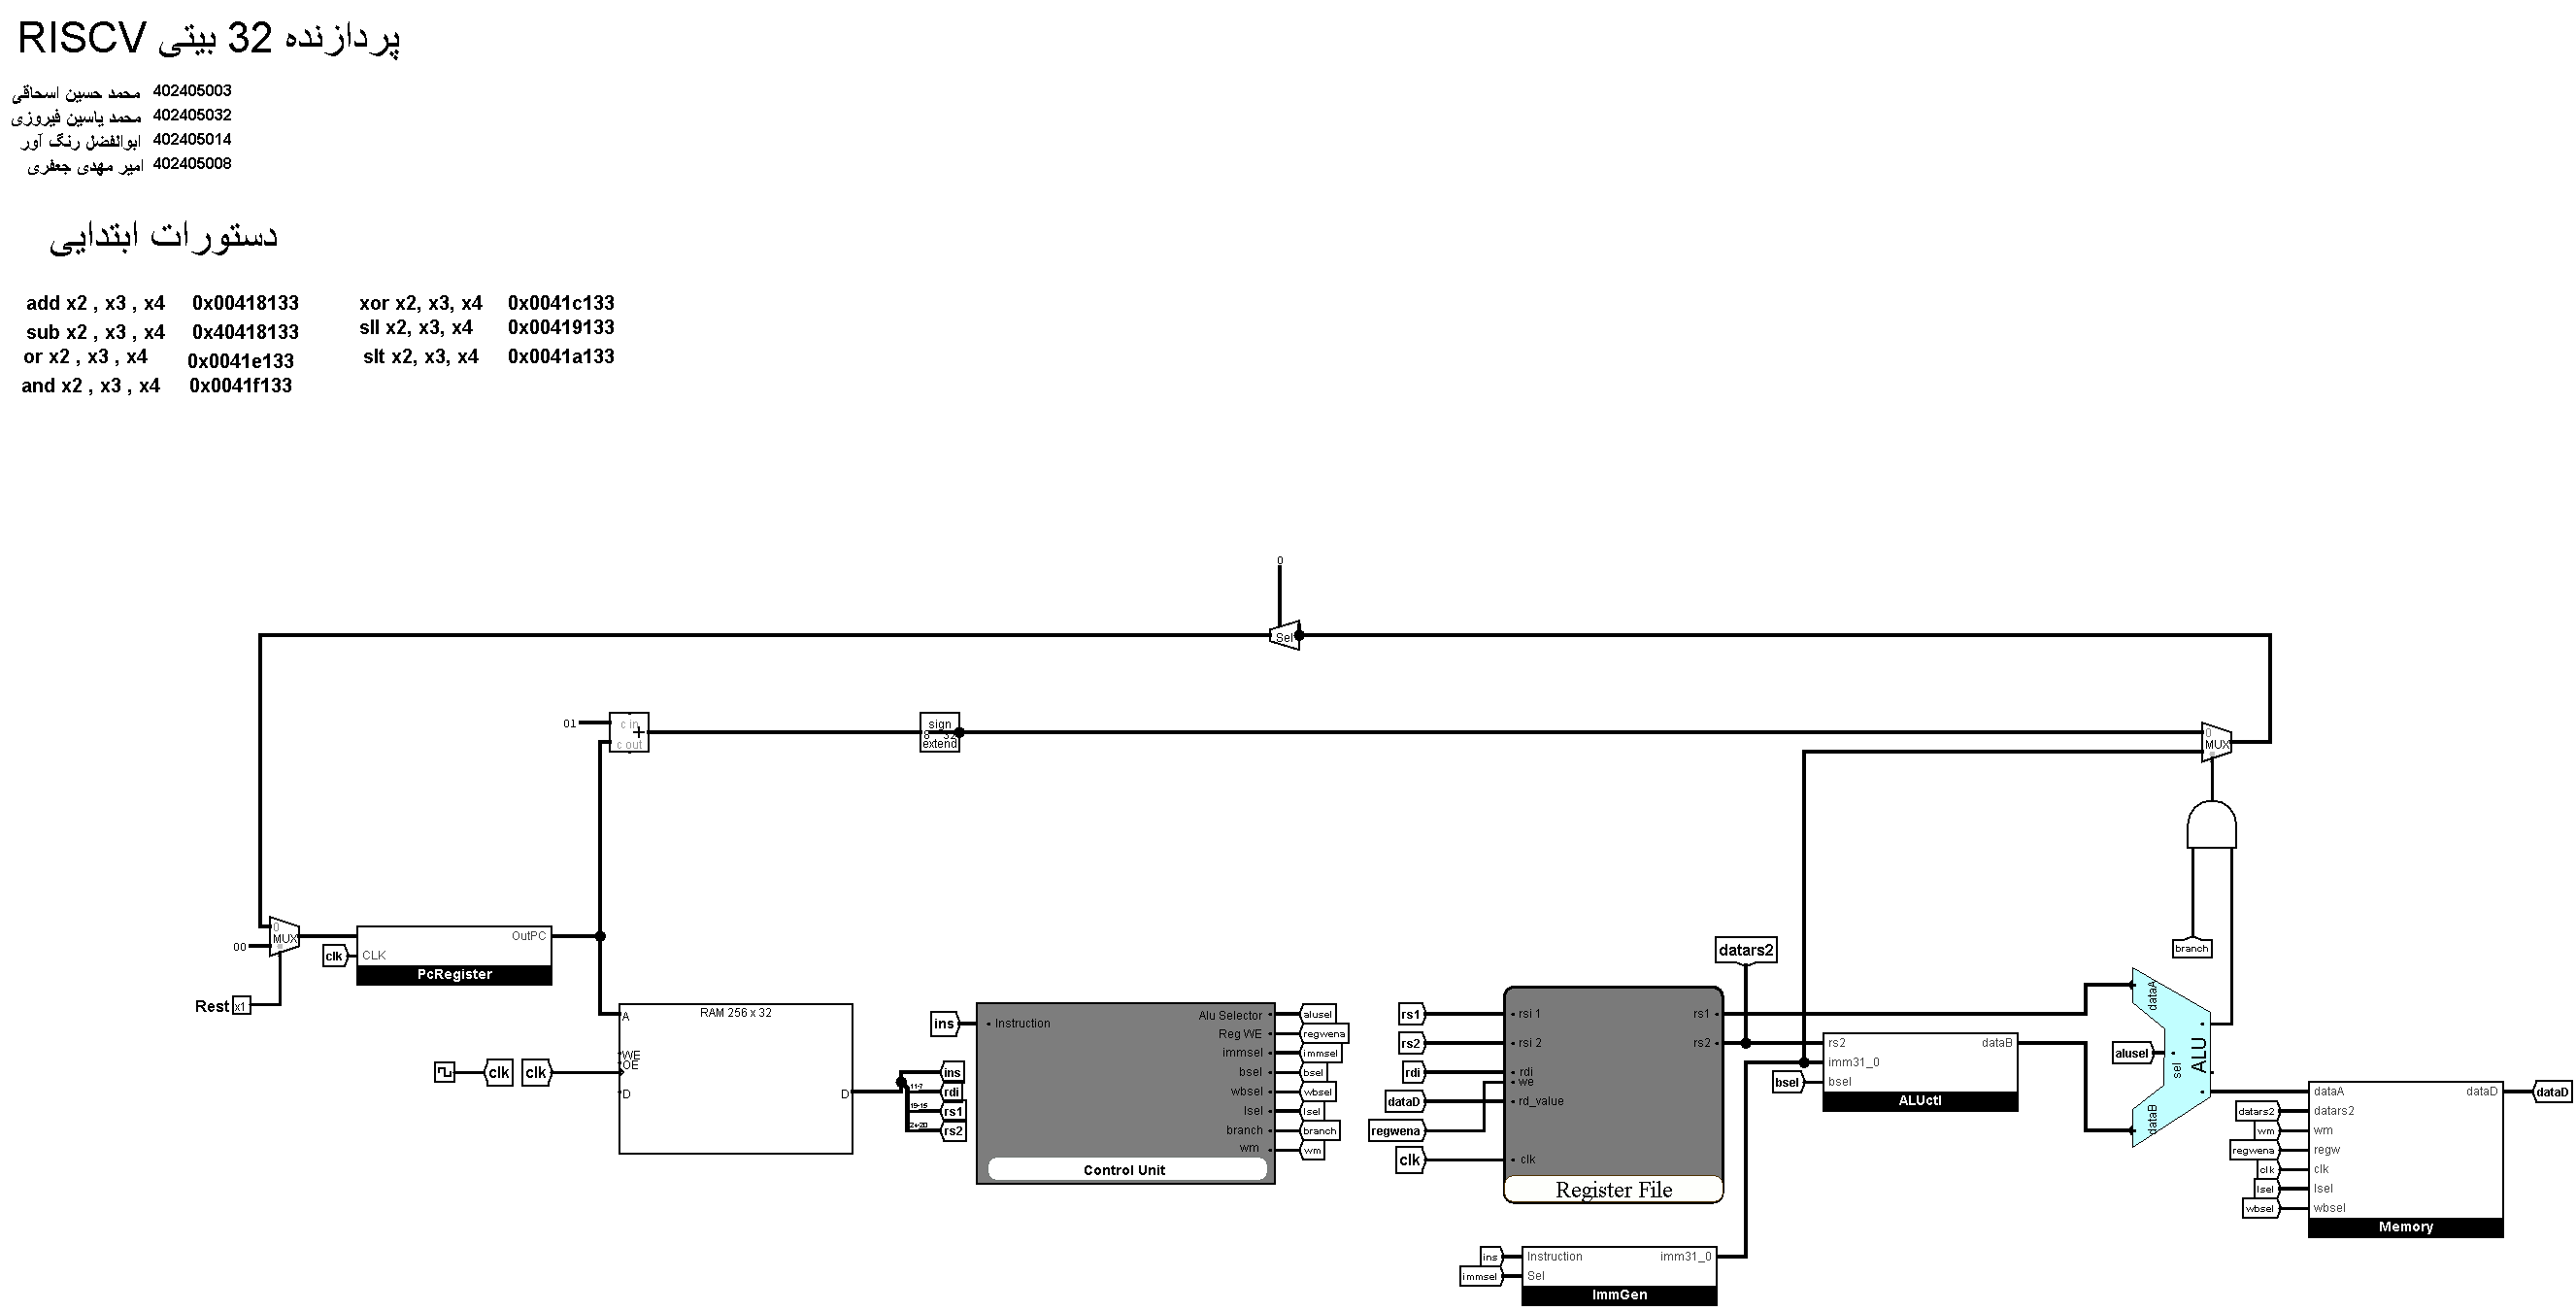 پردازنده 32 بیتی RISCV
محمد حسین اسحاقی 402405003
محمد یاسین فیروزی 402405032
ابوالفضل رنگ آور 402405014
امیر مهدی جعفری 402405008
دستورات ابتدایی
add x2 , x3 , x4 0x00418133
sub x2 , x3 , x4 0x40418133
or x2 , x3 , x4 0x0041e133
and x2 , x3 , x4 0x0041f133
xor x2, x3, x4 0x0041c133
sll x2, x3, x4 0x00419133
slt x2, x3, x4 0x0041a133
0
Sel
01
c in
+
c out
sign
8 32
extend
0
MUX
branch
0
MUX
00
Rest
x1
clk
OutPC
CLK
PcRegister
RAM 256 x 32
A
WE
OE
D
D
clk
clk
ins
11-7
rdi
19-15
rs1
24-20
rs2
ins
Instruction
Alu Selector
Reg WE
immsel
bsel
wbsel
lsel
branch
wm
Control Unit
alusel
regwena
immsel
bsel
wbsel
lsel
branch
wm
rs1
rs2
rdi
dataD
regwena
clk
rsi 1
rsi 2
rdi
we
rd_value
clk
rs1
rs2
Register File
datars2
ins
immsel
Instruction
Sel
imm31_0
ImmGen
bsel
rs2
imm31_0
bsel
dataB
ALUctl
alusel
dataA
sel
ALU
dataB
datars2
wm
regwena
clk
lsel
wbsel
dataA
datars2
wm
regw
clk
lsel
wbsel
dataD
Memory
dataD